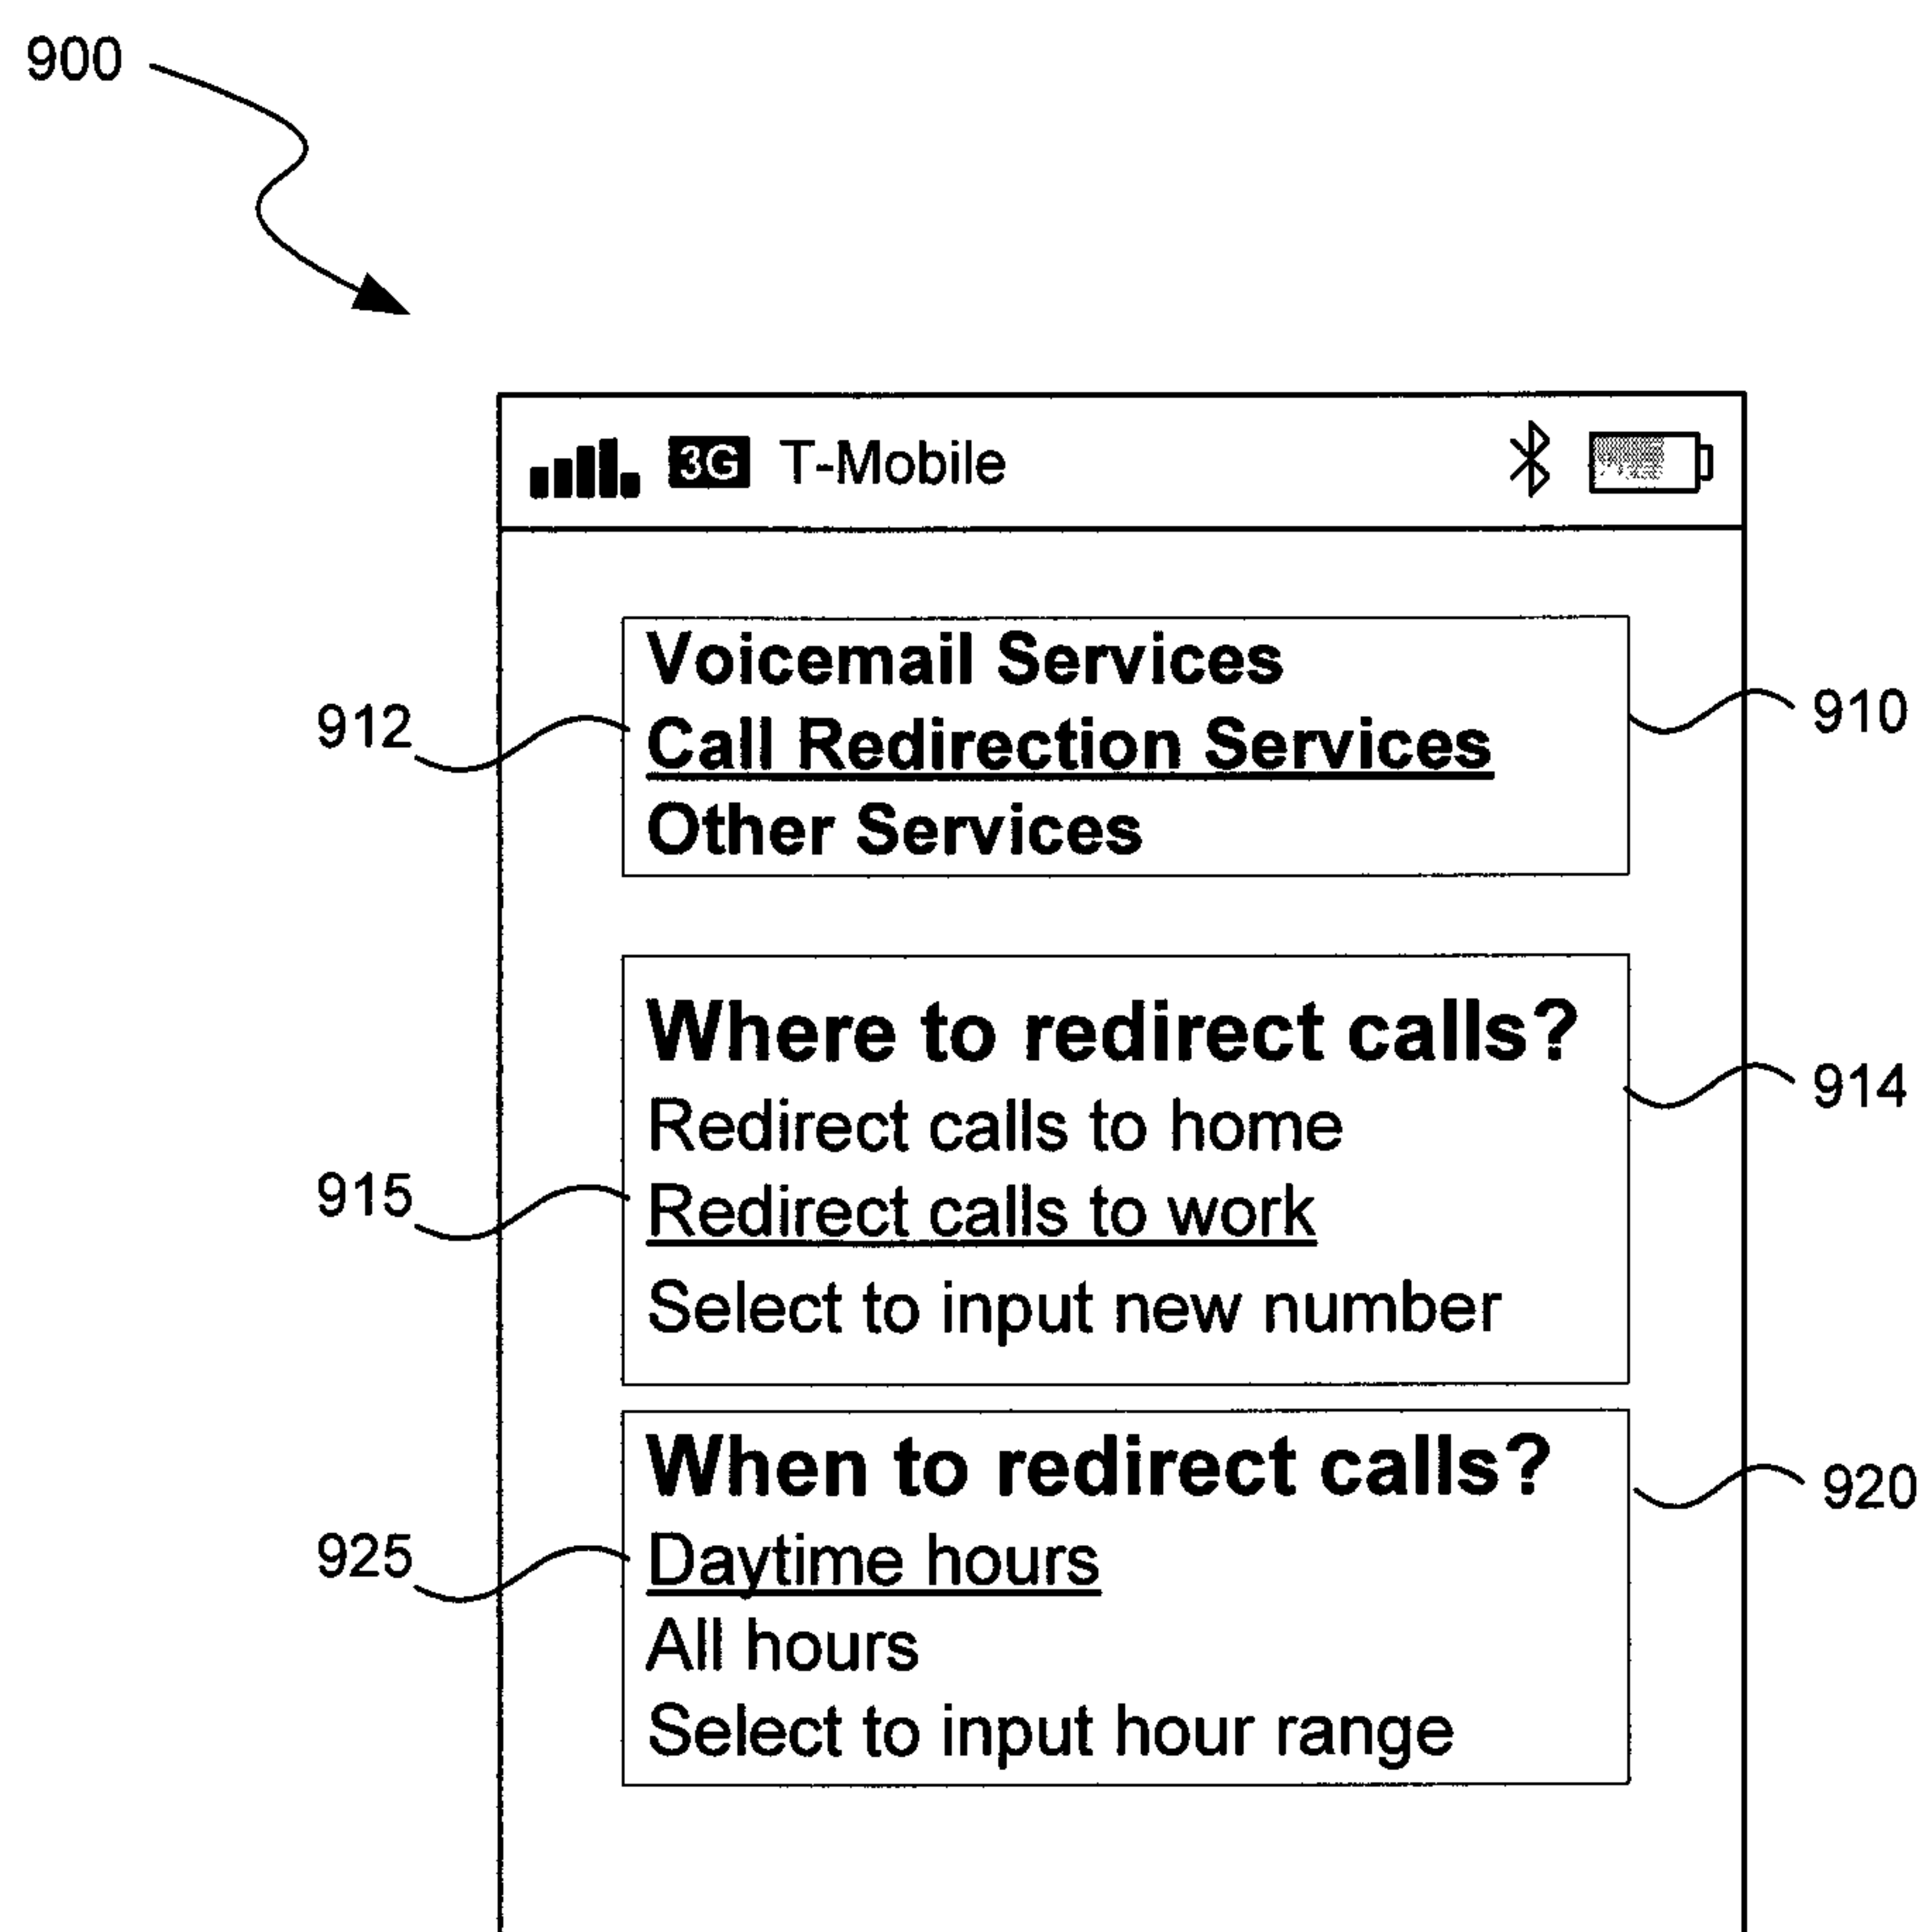 900
3G T-Mobile
Voicemail Services
910
912
Call Redirection Services
Other Services
Where to redirect calls?
914
Redirect calls to home
915
Redirect calls to work
Select to input new number
When to redirect calls?
920
925
Daytime hours
All hours
Select to input hour range